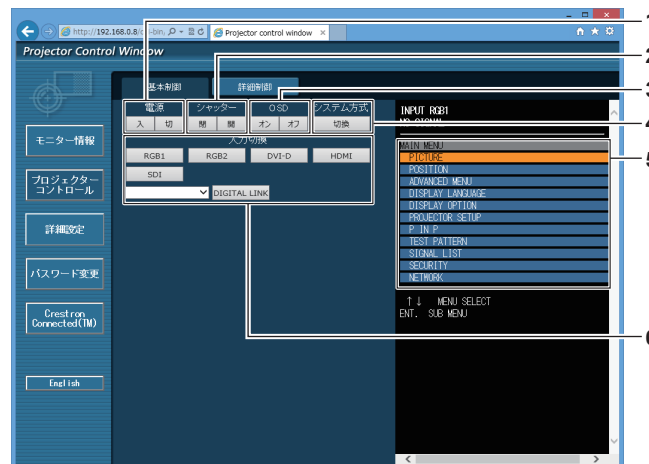 http://192.168.0.8/cgi-bin,
Projector control window
Projector Control Window
基本制御
詳細制御
電源
シャッター
OSD
システム方式
入
切
閉
開
オン
オフ
切換
入力切換
RGB1
RGB2
DVI-D
HDMI
SDI
DIGITAL LINK
モニター情報
プロジェクター
コントロール
詳細設定
パスワード変更
Crestron
Connected(TM)
English
INPUT RGB1
NO SIGNAL
MAIN MENU
PICTURE
POSITION
ADVANCED MENU
DISPLAY LANGUAGE
DISPLAY OPTION
PROJECTOR SETUP
P IN P
TEST PATTERN
SIGNAL LIST
SECURITY
NETWORK
↑↓ MENU SELECT
ENT. SUB MENU
1
2
3
4
5
6